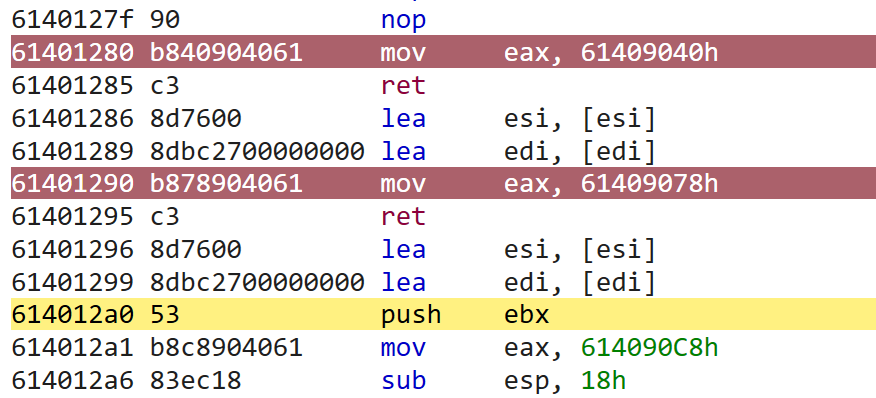 6140127f 90 nop
61401280 b840904061 mov eax, 61409040h
61401285 c3 ret
61401286 8d7600 lea esi, [esi]
61401289 8dbc2700000000 lea edi, [edi]
61401290 b878904061 mov eax, 61409078h
61401295 c3 ret
61401296 8d7600 lea esi, [esi]
61401299 8dbc2700000000 lea edi, [edi]
614012a0 53 push ebx
614012a1 b8c8904061 mov eax, 614090C8h
614012a6 83ec18 sub esp, 18h